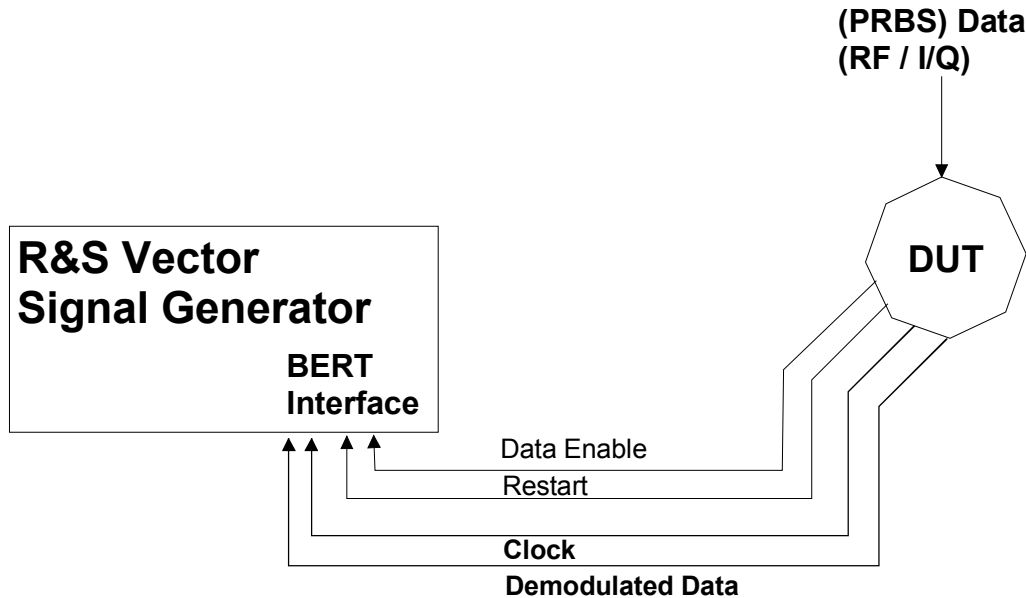 (PRBS) Data
(RF / I/Q)
DUT
R&S Vector
Signal Generator
BERT
Interface
Data Enable
Restart
Clock
Demodulated Data